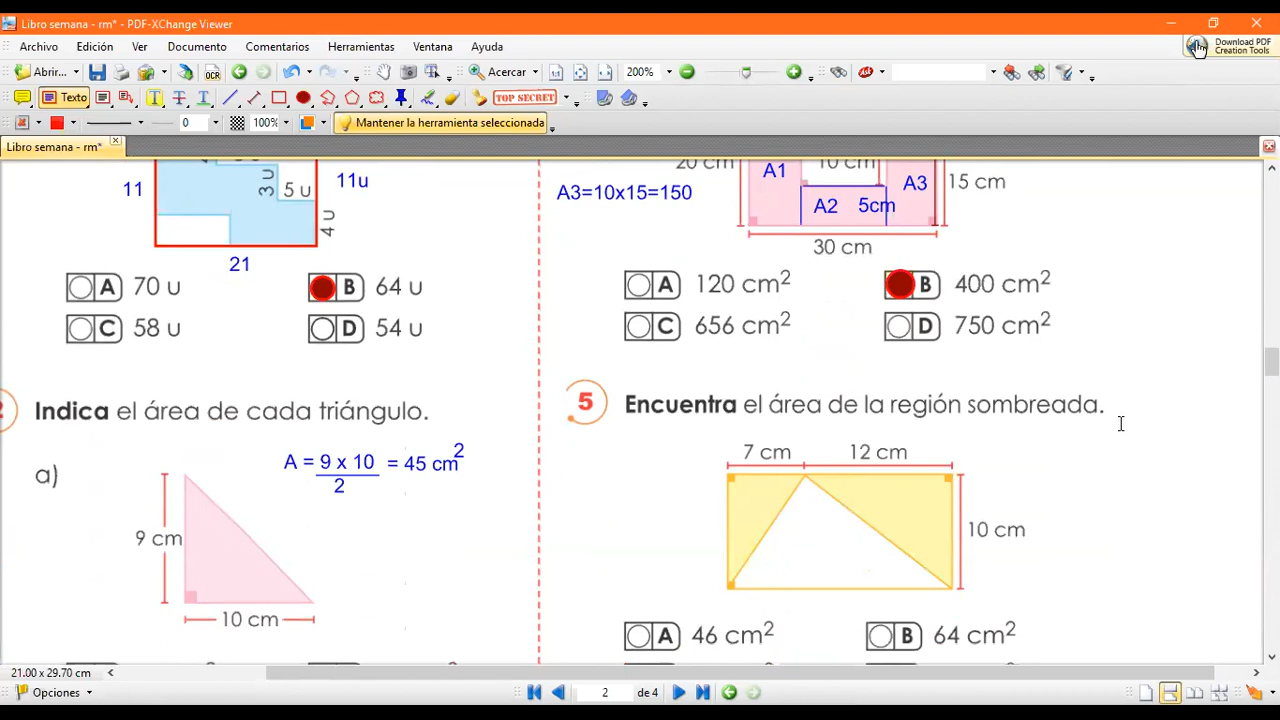 Libro semana - rm* - PDF-XChange Viewer
Archivo Edición Ver Documento Comentarios Herramientas Ventana Ayuda
Download PDF
Creation Tools
Abrir... OCR Acercar 1:1 200%
Texto TOP SECRET
0 100% Mantener la herramienta seleccionada
Libro semana - rm*
11
3 u
5 u
11u
4 u
21
A 70 u
B 64 u
C 58 u
D 54 u
Indica el área de cada triángulo.
a)
A = 9 x 10 = 45 cm2
2
9 cm
10 cm
20 cm
10 cm
A1
A3
15 cm
A3=10x15=150
A2
5cm
30 cm
A 120 cm2
B 400 cm2
C 656 cm2
D 750 cm2
5 Encuentra el área de la región sombreada.
7 cm
12 cm
10 cm
A 46 cm2
B 64 cm2
21.00 x 29.70 cm
Opciones
2 de 4